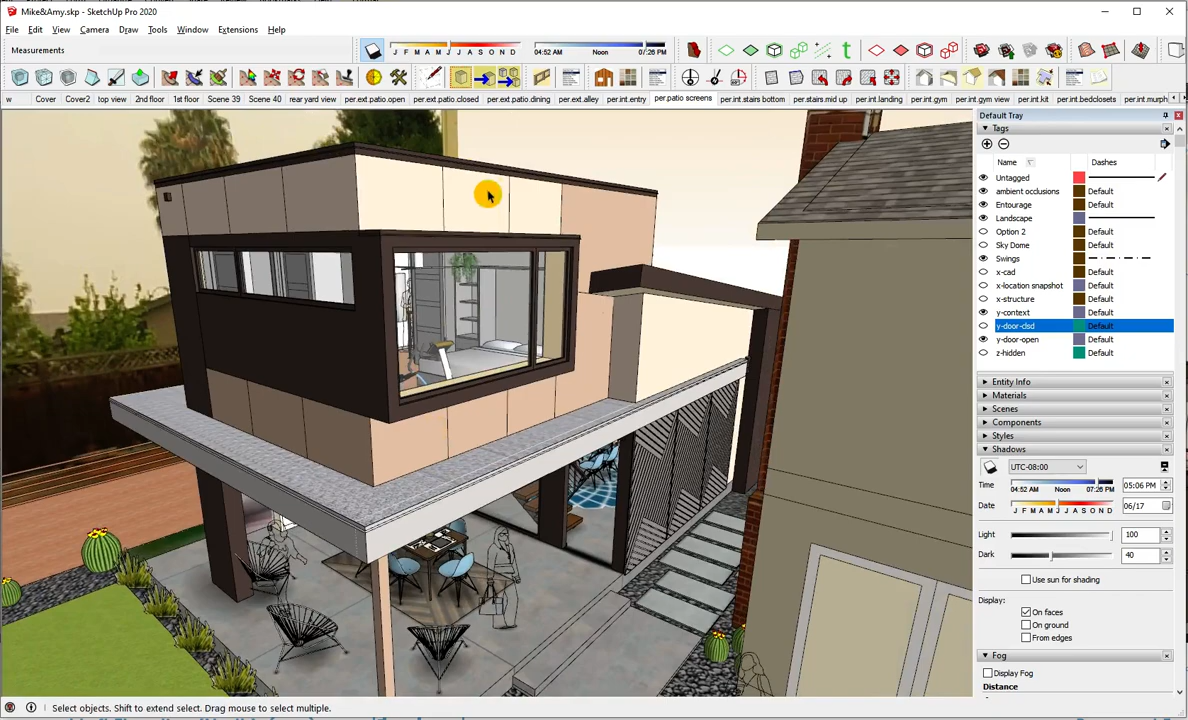 Mike&Amy.skp - SketchUp Pro 2020
File Edit View Camera Draw Tools Window Extensions Help
Measurements
J F M A M J J A S O N D 04:52 AM Noon 07:26 PM
w Cover Cover2 top view 2nd floor 1st floor Scene 39 Scene 40 rear yard view per.ext.patio.open per.ext.patio.closed per.ext.patio.dining per.ext.alley per.int.entry per.patio screens per.int.stairs bottom per.stairs.mid up per.int.landing per.int.gym per.int.gym view per.int.kit per.int.bedclosets per.int.murph
Default Tray
Tags
Name Dashes
Untagged
ambient occlusions Default
Entourage Default
Landscape
Option 2 Default
Sky Dome Default
Swings
x-cad Default
x-location snapshot Default
x-structure Default
y-context Default
y-door-clsd Default
y-door-open Default
z-hidden Default
Entity Info
Materials
Scenes
Components
Styles
Shadows
UTC-08:00
Time 04:52 AM Noon 07:26 PM 05:06 PM
Date J F M A M J J A S O N D 06/17
Light 100
Dark 40
Use sun for shading
Display:
On faces
On ground
From edges
Fog
Display Fog
Distance
Select objects. Shift to extend select. Drag mouse to select multiple.